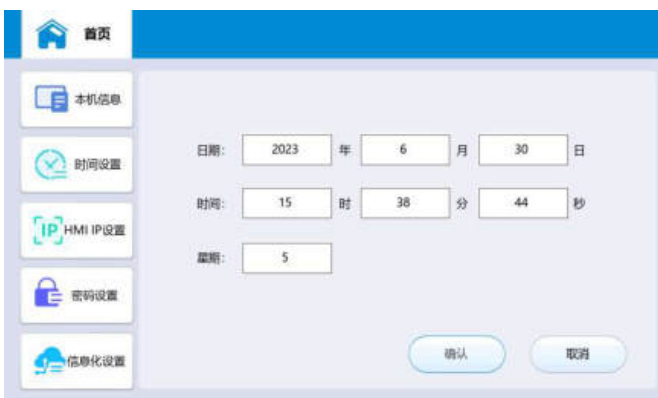 首页
本机信息
时间设置
IP HMI IP设置
密码设置
信息化设置
日期: 2023 年 6 月 30 日
时间: 15 时 38 分 44 秒
星期: 5
确认 取消